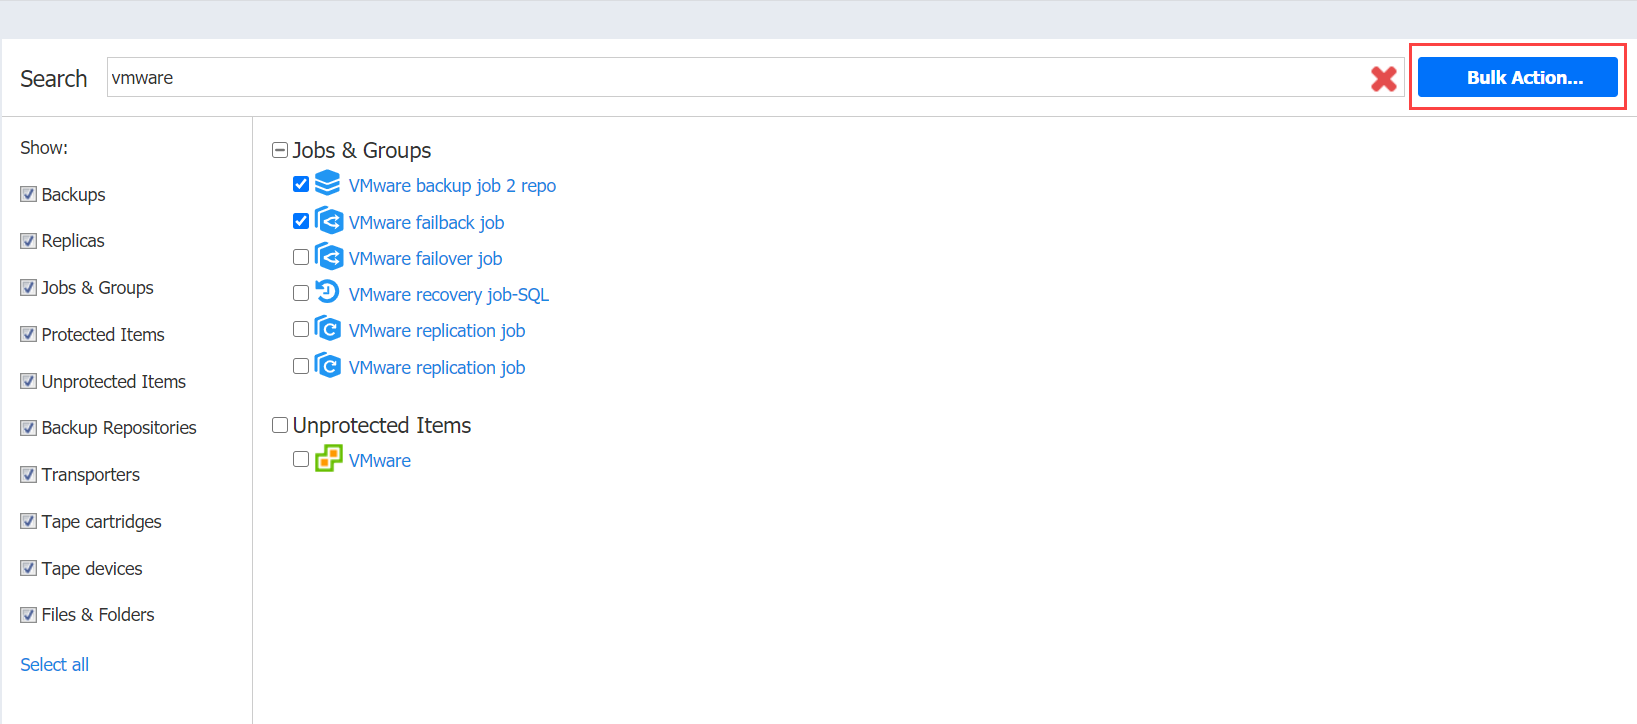 Search
vmware
Bulk Action...
Show:
Backups
Replicas
Jobs & Groups
Protected Items
Unprotected Items
Backup Repositories
Transporters
Tape cartridges
Tape devices
Files & Folders
Select all
Jobs & Groups
VMware backup job 2 repo
VMware failback job
VMware failover job
VMware recovery job-SQL
VMware replication job
VMware replication job
Unprotected Items
VMware